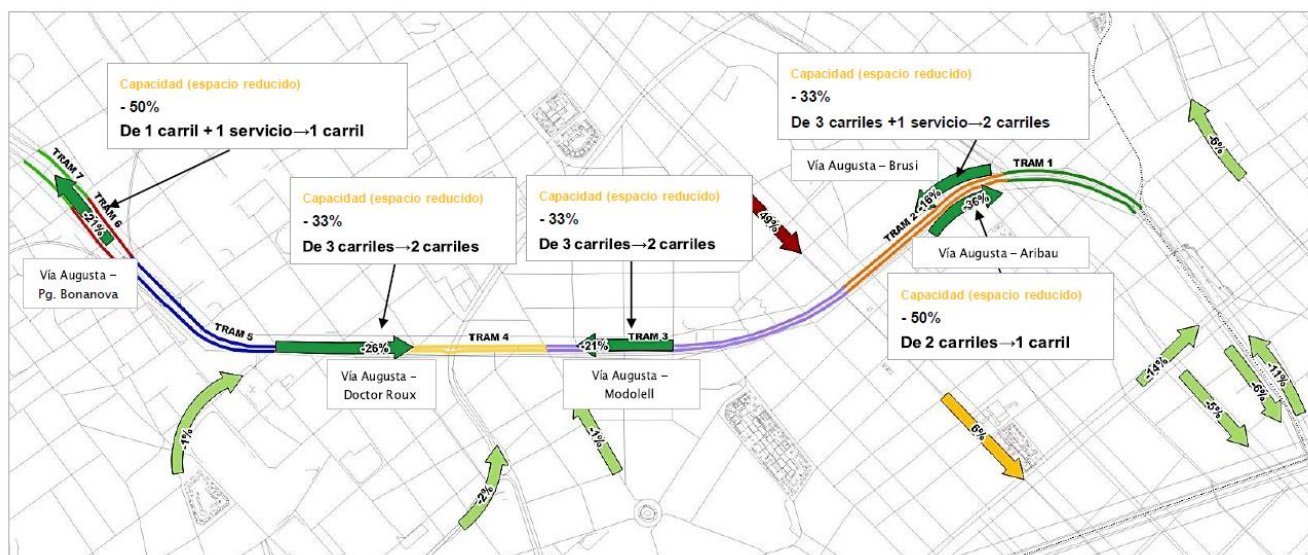 Capacidad (espacio reducido)
- 50%
De 1 carril + 1 servicio→1 carril
Capacidad (espacio reducido)
- 33%
De 3 carriles→2 carriles
Capacidad (espacio reducido)
- 33%
De 3 carriles→2 carriles
Capacidad (espacio reducido)
- 33%
De 3 carriles +1 servicio→2 carriles
Vía Augusta – Brusi
TRAM 1
-6%
TRAM 7
TRAM 6
-21%
Vía Augusta –
Pg. Bonanova
49%
-16%
-36%
TRAM 2
Vía Augusta – Aribau
Capacidad (espacio reducido)
- 50%
De 2 carriles→1 carril
TRAM 5
-26%
TRAM 4
-21%
TRAM 3
Vía Augusta –
Doctor Roux
Vía Augusta –
Modolell
-1%
-2%
-1%
6%
-14%
-5%
-6%
-11%